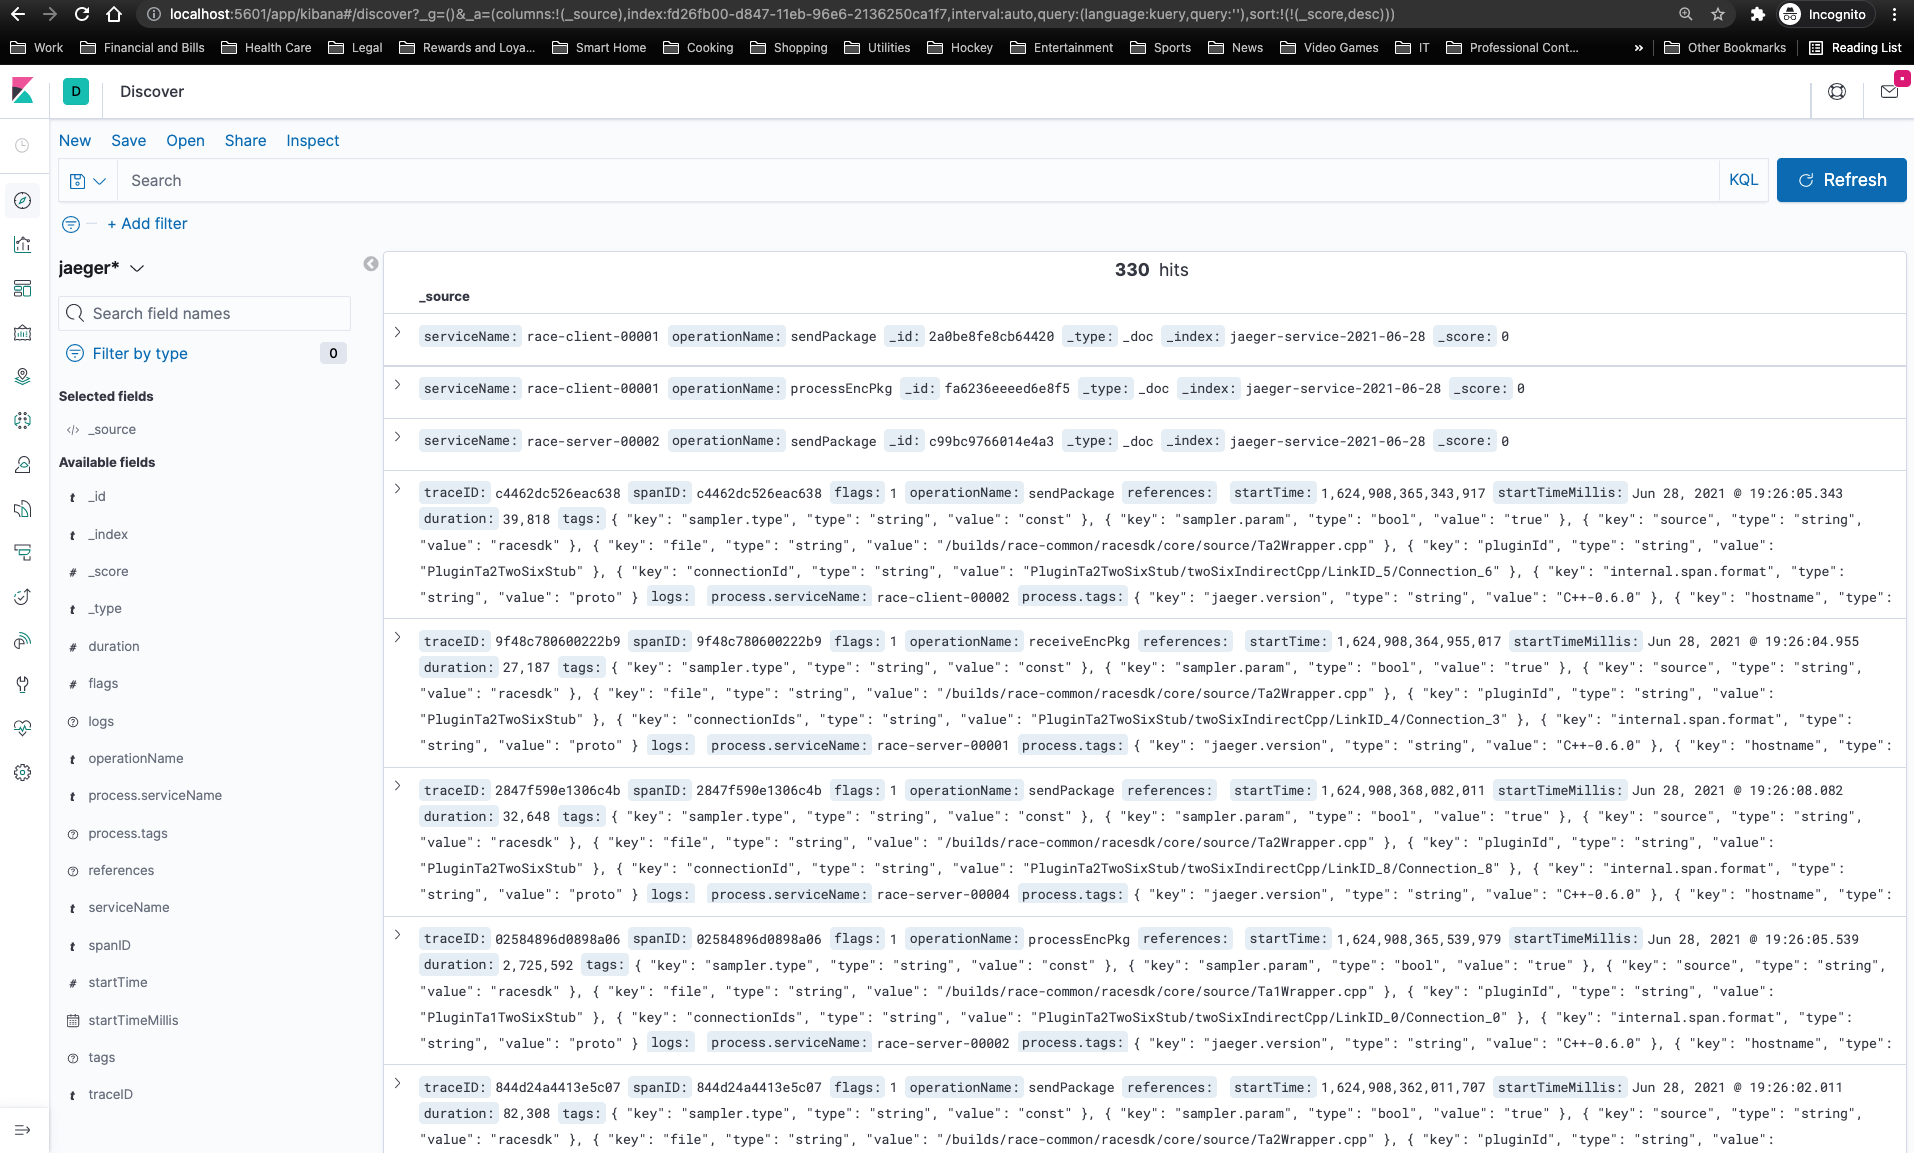 localhost:5601/app/kibana#/discover?_g=()&_a=(columns:!(_source),index:fd26fb00-d847-11eb-96e6-2136250ca1f7,interval:auto,query:(language:kuery,query:''),sort:!(!(_score,desc)))
Incognito
Work Financial and Bills Health Care Legal Rewards and Loya... Smart Home Cooking Shopping Utilities Hockey Entertainment Sports News Video Games IT Professional Cont... » Other Bookmarks Reading List
D Discover
New Save Open Share Inspect
Search KQL Refresh
+ Add filter
jaeger*
Search field names
Filter by type 0
Selected fields
_source
Available fields
t _id
t _index
# _score
t _type
# duration
# flags
logs
t operationName
t process.serviceName
process.tags
references
t serviceName
t spanID
# startTime
startTimeMillis
tags
t traceID
330 hits
_source
serviceName: race-client-00001 operationName: sendPackage _id: 2a0be8fe8cb64420 _type: _doc _index: jaeger-service-2021-06-28 _score: 0
serviceName: race-client-00001 operationName: processEncPkg _id: fa6236eeeed6e8f5 _type: _doc _index: jaeger-service-2021-06-28 _score: 0
serviceName: race-server-00002 operationName: sendPackage _id: c99bc9766014e4a3 _type: _doc _index: jaeger-service-2021-06-28 _score: 0
traceID: c4462dc526eac638 spanID: c4462dc526eac638 flags: 1 operationName: sendPackage references: startTime: 1,624,908,365,343,917 startTimeMillis: Jun 28, 2021 @ 19:26:05.343
duration: 39,818 tags: { "key": "sampler.type", "type": "string", "value": "const" }, { "key": "sampler.param", "type": "bool", "value": "true" }, { "key": "source", "type": "string",
"value": "racesdk" }, { "key": "file", "type": "string", "value": "/builds/race-common/racesdk/core/source/Ta2Wrapper.cpp" }, { "key": "pluginId", "type": "string", "value":
"PluginTa2TwoSixStub" }, { "key": "connectionId", "type": "string", "value": "PluginTa2TwoSixStub/twoSixIndirectCpp/LinkID_5/Connection_6" }, { "key": "internal.span.format", "type":
"string", "value": "proto" } logs: process.serviceName: race-client-00002 process.tags: { "key": "jaeger.version", "type": "string", "value": "C++-0.6.0" }, { "key": "hostname", "type":
traceID: 9f48c780600222b9 spanID: 9f48c780600222b9 flags: 1 operationName: receiveEncPkg references: startTime: 1,624,908,364,955,017 startTimeMillis: Jun 28, 2021 @ 19:26:04.955
duration: 27,187 tags: { "key": "sampler.type", "type": "string", "value": "const" }, { "key": "sampler.param", "type": "bool", "value": "true" }, { "key": "source", "type": "string",
"value": "racesdk" }, { "key": "file", "type": "string", "value": "/builds/race-common/racesdk/core/source/Ta2Wrapper.cpp" }, { "key": "pluginId", "type": "string", "value":
"PluginTa2TwoSixStub" }, { "key": "connectionIds", "type": "string", "value": "PluginTa2TwoSixStub/twoSixIndirectCpp/LinkID_4/Connection_3" }, { "key": "internal.span.format", "type":
"string", "value": "proto" } logs: process.serviceName: race-server-00001 process.tags: { "key": "jaeger.version", "type": "string", "value": "C++-0.6.0" }, { "key": "hostname", "type":
traceID: 2847f590e1306c4b spanID: 2847f590e1306c4b flags: 1 operationName: sendPackage references: startTime: 1,624,908,368,082,011 startTimeMillis: Jun 28, 2021 @ 19:26:08.082
duration: 32,648 tags: { "key": "sampler.type", "type": "string", "value": "const" }, { "key": "sampler.param", "type": "bool", "value": "true" }, { "key": "source", "type": "string",
"value": "racesdk" }, { "key": "file", "type": "string", "value": "/builds/race-common/racesdk/core/source/Ta2Wrapper.cpp" }, { "key": "pluginId", "type": "string", "value":
"PluginTa2TwoSixStub" }, { "key": "connectionId", "type": "string", "value": "PluginTa2TwoSixStub/twoSixIndirectCpp/LinkID_8/Connection_8" }, { "key": "internal.span.format", "type":
"string", "value": "proto" } logs: process.serviceName: race-server-00004 process.tags: { "key": "jaeger.version", "type": "string", "value": "C++-0.6.0" }, { "key": "hostname", "type":
traceID: 02584896d0898a06 spanID: 02584896d0898a06 flags: 1 operationName: processEncPkg references: startTime: 1,624,908,365,539,979 startTimeMillis: Jun 28, 2021 @ 19:26:05.539
duration: 2,725,592 tags: { "key": "sampler.type", "type": "string", "value": "const" }, { "key": "sampler.param", "type": "bool", "value": "true" }, { "key": "source", "type": "string",
"value": "racesdk" }, { "key": "file", "type": "string", "value": "/builds/race-common/racesdk/core/source/Ta1Wrapper.cpp" }, { "key": "pluginId", "type": "string", "value":
"PluginTa1TwoSixStub" }, { "key": "connectionIds", "type": "string", "value": "PluginTa2TwoSixStub/twoSixIndirectCpp/LinkID_0/Connection_0" }, { "key": "internal.span.format", "type":
"string", "value": "proto" } logs: process.serviceName: race-server-00002 process.tags: { "key": "jaeger.version", "type": "string", "value": "C++-0.6.0" }, { "key": "hostname", "type":
traceID: 844d24a4413e5c07 spanID: 844d24a4413e5c07 flags: 1 operationName: sendPackage references: startTime: 1,624,908,362,011,707 startTimeMillis: Jun 28, 2021 @ 19:26:02.011
duration: 82,308 tags: { "key": "sampler.type", "type": "string", "value": "const" }, { "key": "sampler.param", "type": "bool", "value": "true" }, { "key": "source", "type": "string",
"value": "racesdk" }, { "key": "file", "type": "string", "value": "/builds/race-common/racesdk/core/source/Ta2Wrapper.cpp" }, { "key": "pluginId", "type": "string", "value":